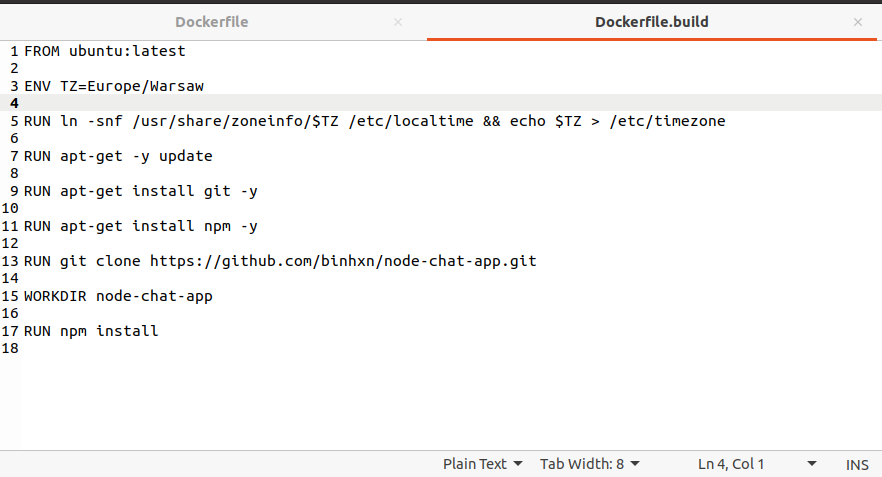 Dockerfile × Dockerfile.build ×
1 FROM ubuntu:latest
2
3 ENV TZ=Europe/Warsaw
4
5 RUN ln -snf /usr/share/zoneinfo/$TZ /etc/localtime && echo $TZ > /etc/timezone
6
7 RUN apt-get -y update
8
9 RUN apt-get install git -y
10
11 RUN apt-get install npm -y
12
13 RUN git clone https://github.com/binhxn/node-chat-app.git
14
15 WORKDIR node-chat-app
16
17 RUN npm install
18
Plain Text Tab Width: 8 Ln 4, Col 1 INS